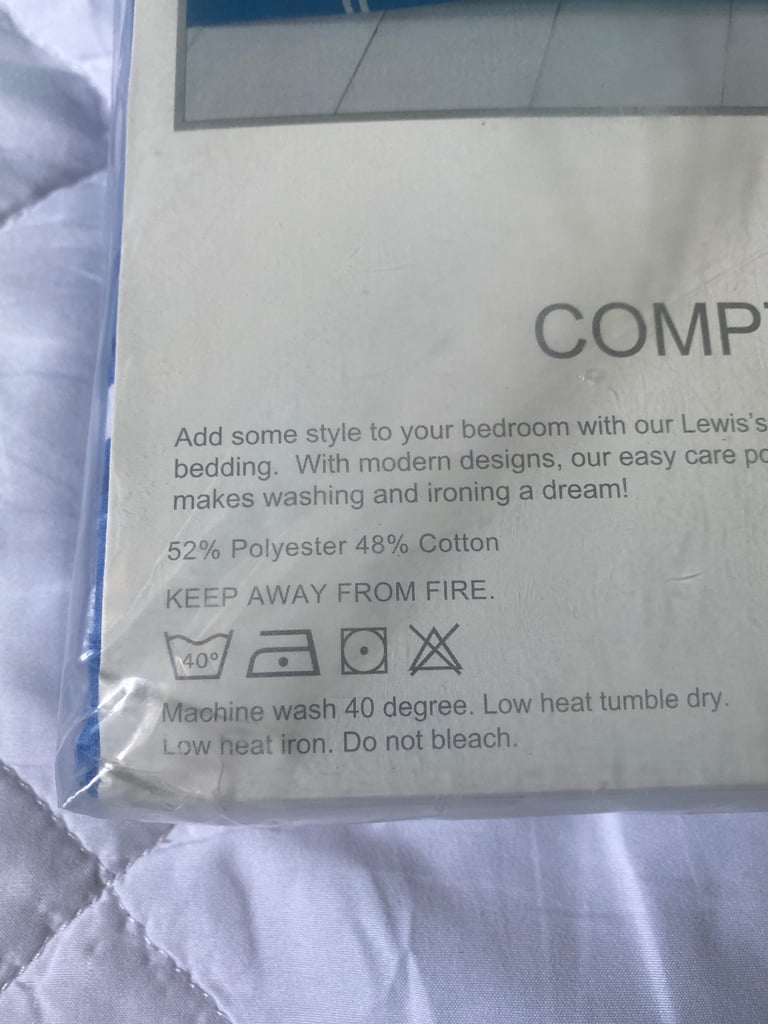 COMP
Add some style to your bedroom with our Lewis's
bedding. With modern designs, our easy care
makes washing and ironing a dream!
52% Polyester 48% Cotton
KEEP AWAY FROM FIRE.
40°
Machine wash 40 degree. Low heat tumble dry.
Low heat iron. Do not bleach.